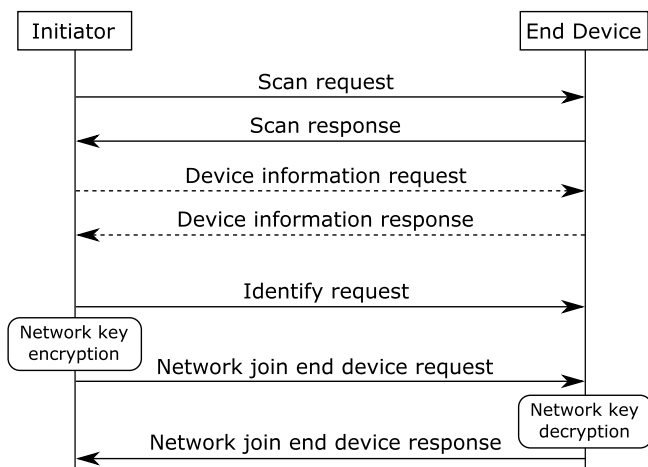 Initiator
End Device
Scan request
Scan response
Device information request
Device information response
Identify request
Network key
encryption
Network join end device request
Network key
decryption
Network join end device response